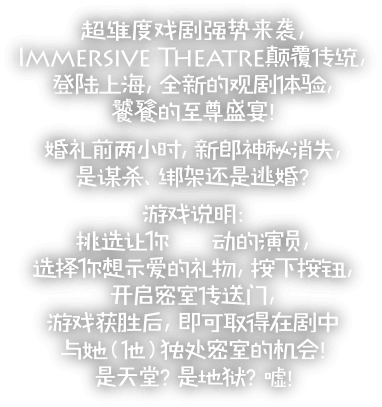 超维度戏剧强势来袭,
IMMERSIVE THEATRE颠覆传统,
登陆上海, 全新的观剧体验,
饕餮的至尊盛宴!
婚礼前两小时, 新郎神秘消失,
是谋杀、绑架还是逃婚?
游戏说明:
挑选让你 动的演员,
选择你想示爱的礼物, 按下按钮,
开启密室传送门,
游戏获胜后, 即可取得在剧中
与她(他)独处密室的机会!
是天堂? 是地狱? 嘘!